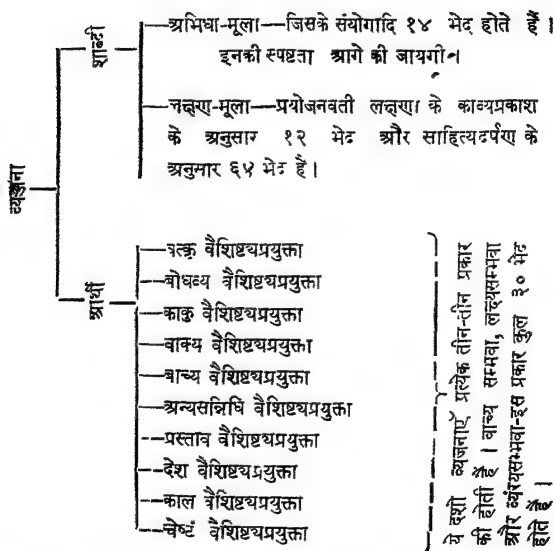 व्यञ्जना
शाब्दी
अभिधा-मूला—जिसके संयोगादि १४ भेद होते हैं।
इनकी स्पष्टता आगे की जायगी।
लक्षणा-मूला—प्रयोजनवती लक्षणा के काव्यप्रकाश
के अनुसार १२ भेद और साहित्यदर्पण के
अनुसार ६४ भेद हैं।
आर्थी
वक्तृ वैशिष्ट्यप्रयुक्ता
बोधव्य वैशिष्ट्यप्रयुक्ता
काकु वैशिष्ट्यप्रयुक्ता
वाक्य वैशिष्ट्यप्रयुक्ता
वाच्य वैशिष्ट्यप्रयुक्ता
अन्यसन्निधि वैशिष्ट्यप्रयुक्ता
प्रस्ताव वैशिष्ट्यप्रयुक्ता
देश वैशिष्ट्यप्रयुक्ता
काल वैशिष्ट्यप्रयुक्ता
चेष्टा वैशिष्ट्यप्रयुक्ता
ये दशों व्यंजनाएँ प्रत्येक तीन-तीन प्रकार
की होती हैं। वाच्य सम्भवा, लक्ष्यसम्भवा
और व्यंग्यसम्भवा-इस प्रकार कुल ३० भेद
होते हैं।